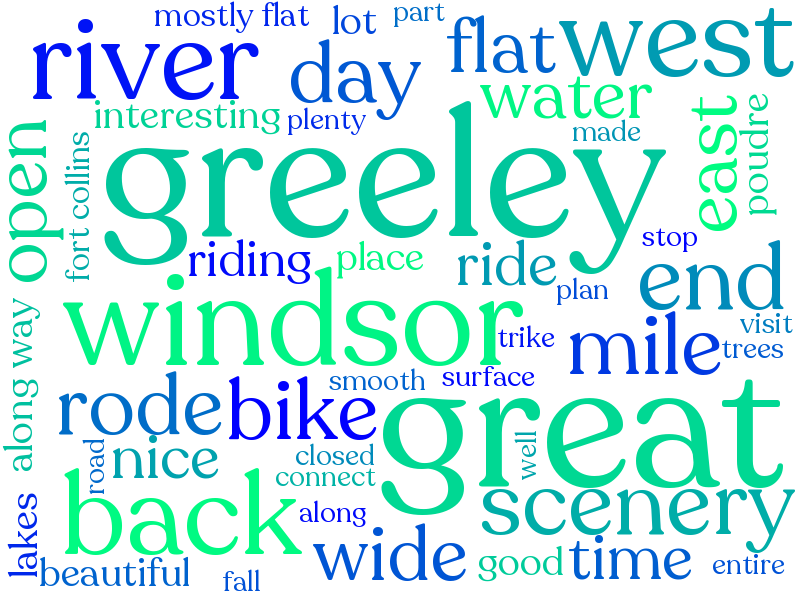 mostly flat
lot
part
river
day
flat
west
interesting
plenty
water
made
east
poudre
open
fort collins
greeley
stop
riding
place
ride
plan
end
windsor
trike
mile
visit
trees
along way
smooth
surface
rode
bike
great
road
nice
closed
connect
well
back
along
scenery
lakes
wide
good
time
entire
beautiful
fall